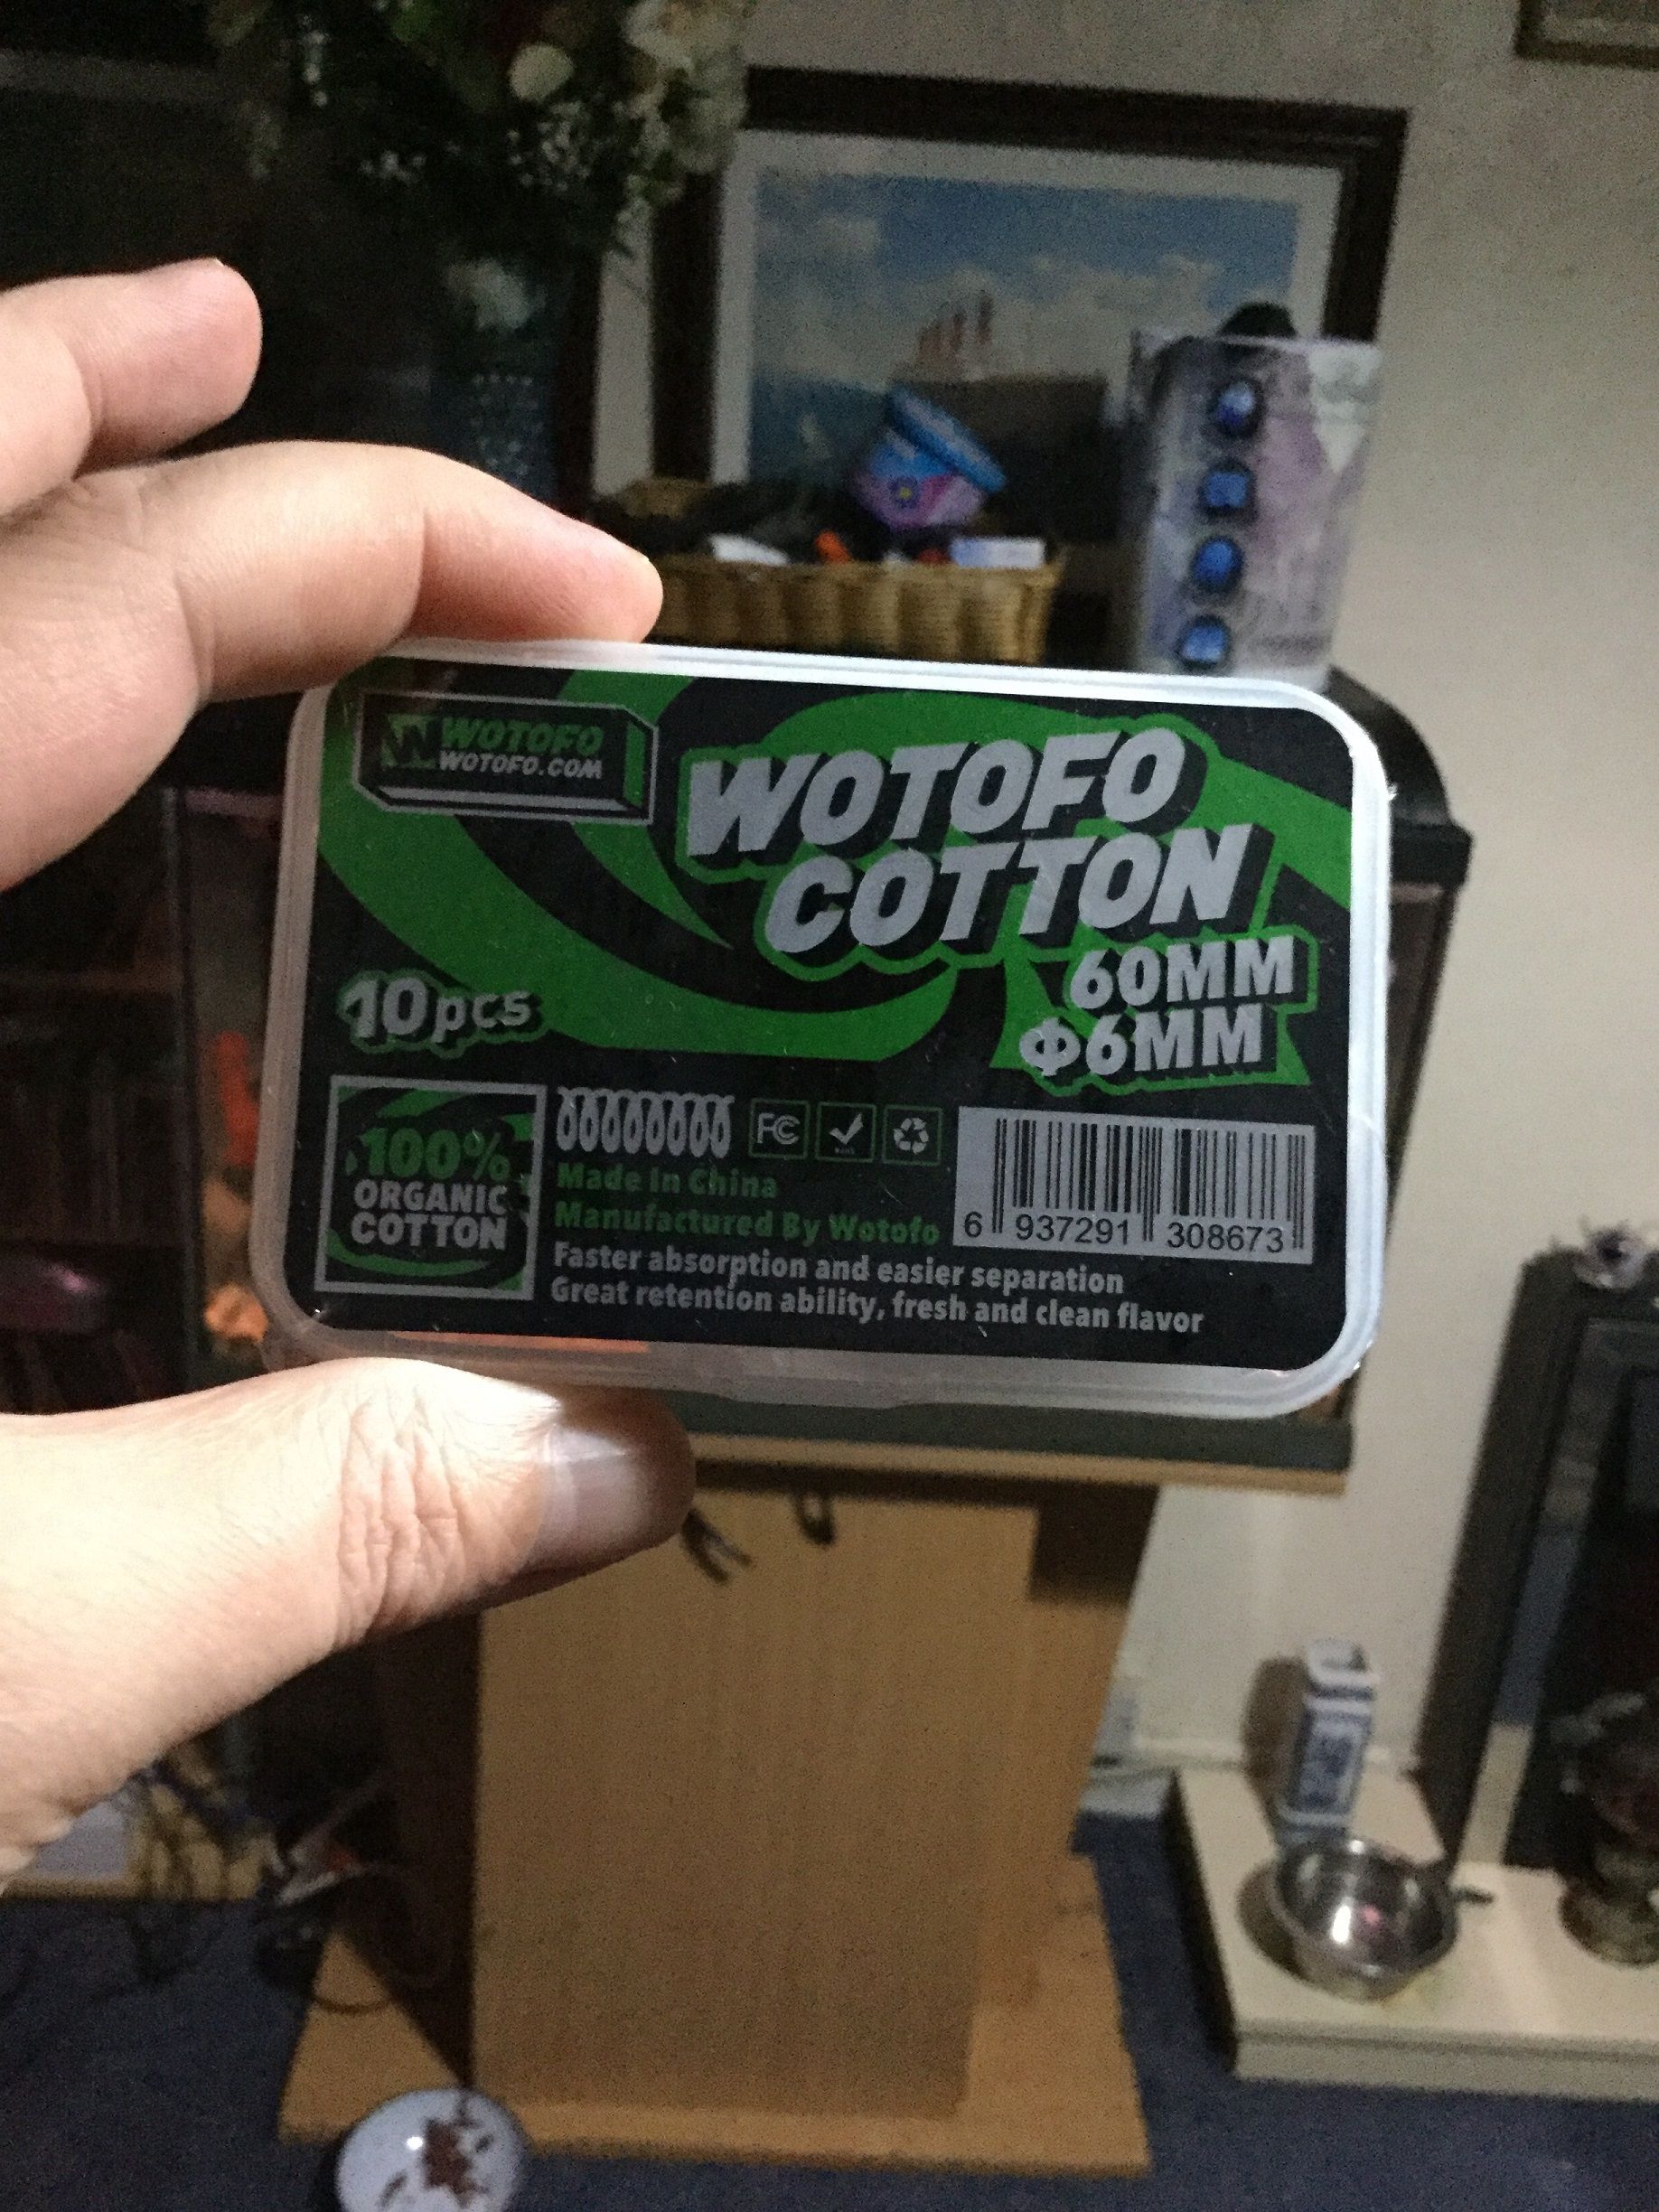 WOTOFO
WOTOFO.COM
WOTOFO
COTTON
60MM
Φ6MM
10pcs
100%
ORGANIC
COTTON
FC
Made In China
Manufactured By Wotofo
6 937291 308673
Faster absorption and easier separation
Great retention ability, fresh and clean flavor